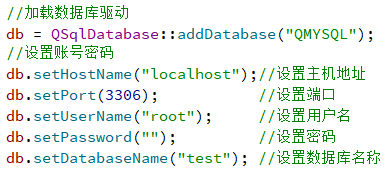 //加载数据库驱动
db = QSqlDatabase::addDatabase("QMYSQL");
//设置账号密码
db.setHostName("localhost");//设置主机地址
db.setPort(3306);          //设置端口
db.setUserName("root");    //设置用户名
db.setPassword("");        //设置密码
db.setDatabaseName("test"); //设置数据库名称